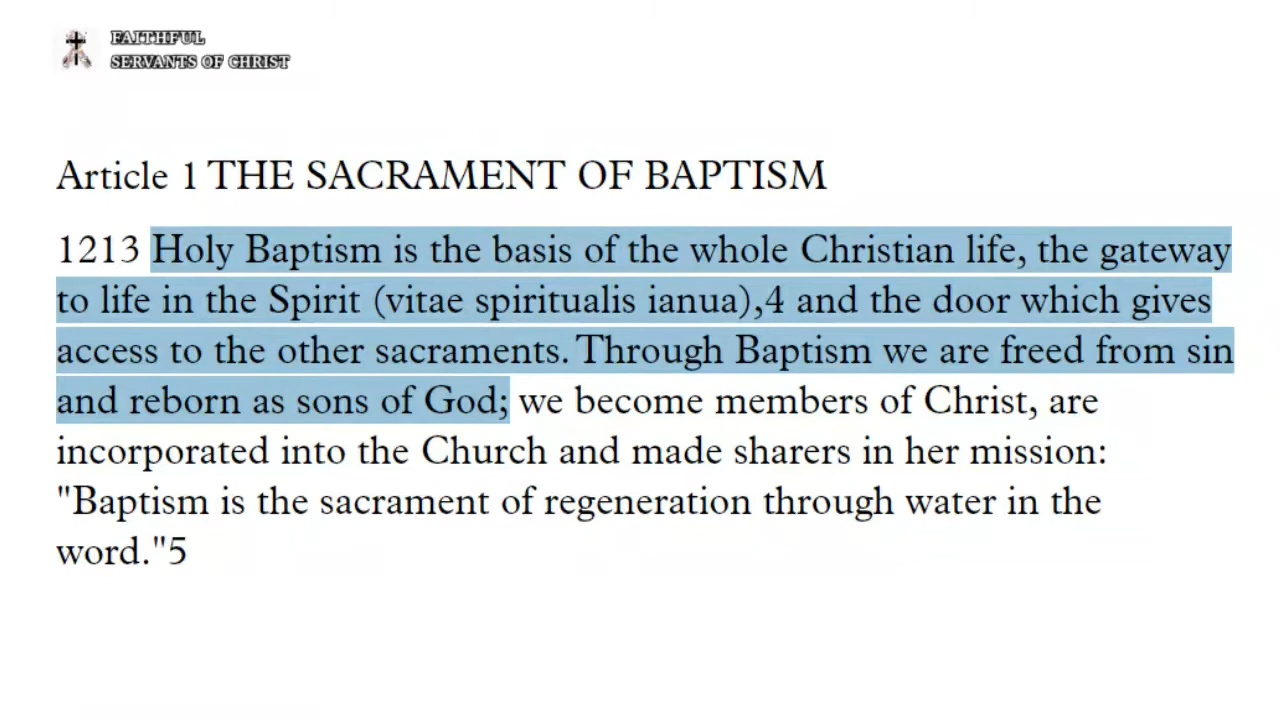 FAITHFUL
SERVANTS OF CHRIST
Article 1 THE SACRAMENT OF BAPTISM
1213 Holy Baptism is the basis of the whole Christian life, the gateway
to life in the Spirit (vitae spiritualis ianua),4 and the door which gives
access to the other sacraments. Through Baptism we are freed from sin
and reborn as sons of God; we become members of Christ, are
incorporated into the Church and made sharers in her mission:
"Baptism is the sacrament of regeneration through water in the
word."5